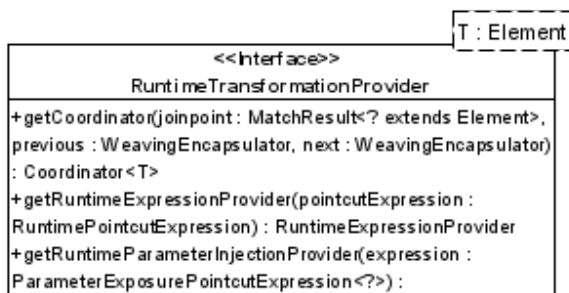 T : Element
<<Interface>>
RuntimeTransformationProvider
+getCoordinator(joinpoint : MatchResult<? extends Element>,
previous : WeavingEncapsulator, next : WeavingEncapsulator)
: Coordinator<T>
+getRuntimeExpressionProvider(pointcutExpression :
RuntimePointcutExpression) : RuntimeExpressionProvider
+getRuntimeParameterInjectionProvider(expression :
ParameterExposurePointcutExpression<?>) :